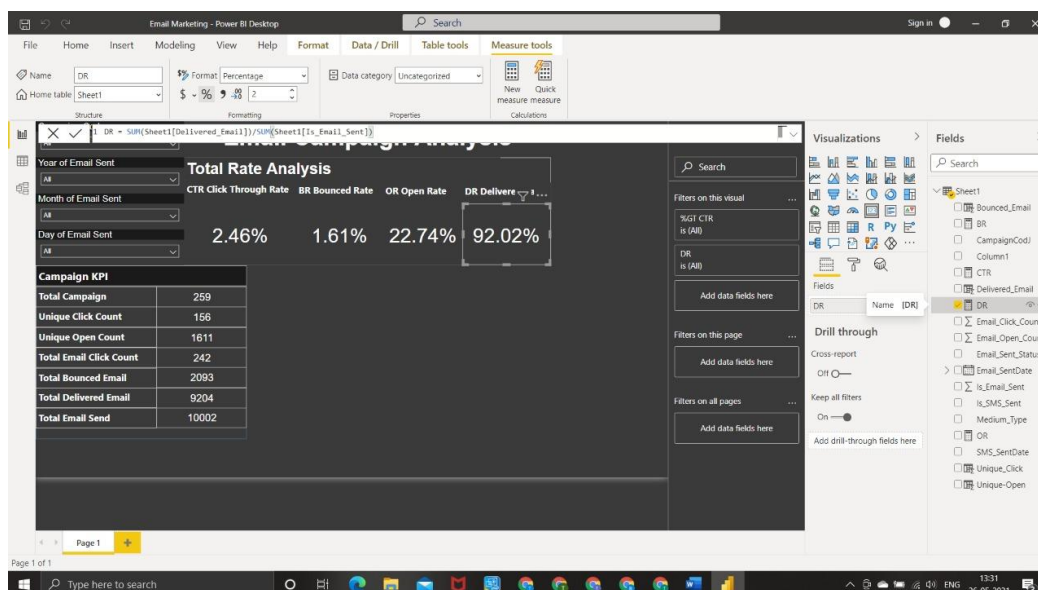 Email Marketing - Power BI Desktop
Search
Sign in
File Home Insert Modeling View Help Format Data / Drill Table tools Measure tools
Name DR
Home table Sheet1
Structure
$% Format Percentage
$ % 9 .00 2
Formatting
Data category Uncategorized
Properties
New measure
Quick measure
Calculations
1 DR = SUM(Sheet1[Delivered_Email])/SUM(Sheet1[Is_Email_Sent])
All
Year of Email Sent
All
Month of Email Sent
All
Day of Email Sent
All
Total Rate Analysis
CTR Click Through Rate BR Bounced Rate OR Open Rate
2.46% 1.61% 22.74% 92.02%
Campaign KPI
Total Campaign 259
Unique Click Count 156
Unique Open Count 1611
Total Email Click Count 242
Total Bounced Email 2093
Total Delivered Email 9204
Total Email Send 10002
Search
Filters on this visual ...
%GT CTR
is (All)
DR
is (All)
Add data fields here
Filters on this page ...
Add data fields here
Filters on all pages ...
Add data fields here
Visualizations >
R Py
...
Fields
DR
Name [DR]
Drill through
Cross-report
Off
Keep all filters
On
Add drill-through fields here
Fields
Search
Sheet1
Bounced_Email
BR
CampaignCodJ
Column1
CTR
Delivered_Email
DR
Email_Click_Coun
Email_Open_Cou
Email_Sent_Statu
Email_SentDate
Is_Email_Sent
Is_SMS_Sent
Medium_Type
OR
SMS_SentDate
Unique_Click
Unique-Open
Page 1 +
Page 1 of 1
Type here to search
ENG
13:31